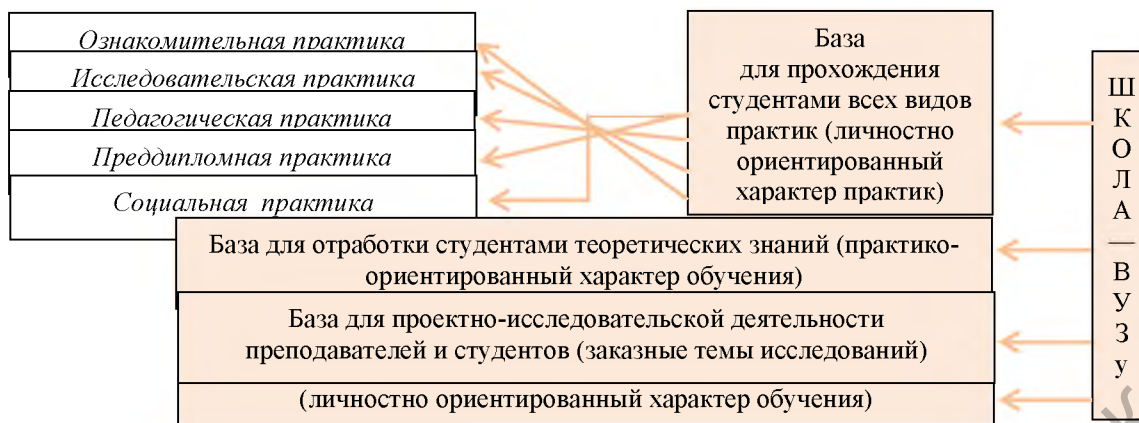 Ознакомительная практика
Исследовательская практика
Педагогическая практика
Преддипломная практика
Социальная практика
База
для прохождения
студентами всех видов
практик (личностно
ориентированный
характер практик)
База для отработки студентами теоретических знаний (практико-
ориентированный характер обучения)
База для проектно-исследовательской деятельности
преподавателей и студентов (заказные темы исследований)
(личностно ориентированный характер обучения)
Ш
К
О
Л
А
—
В
У
З
у